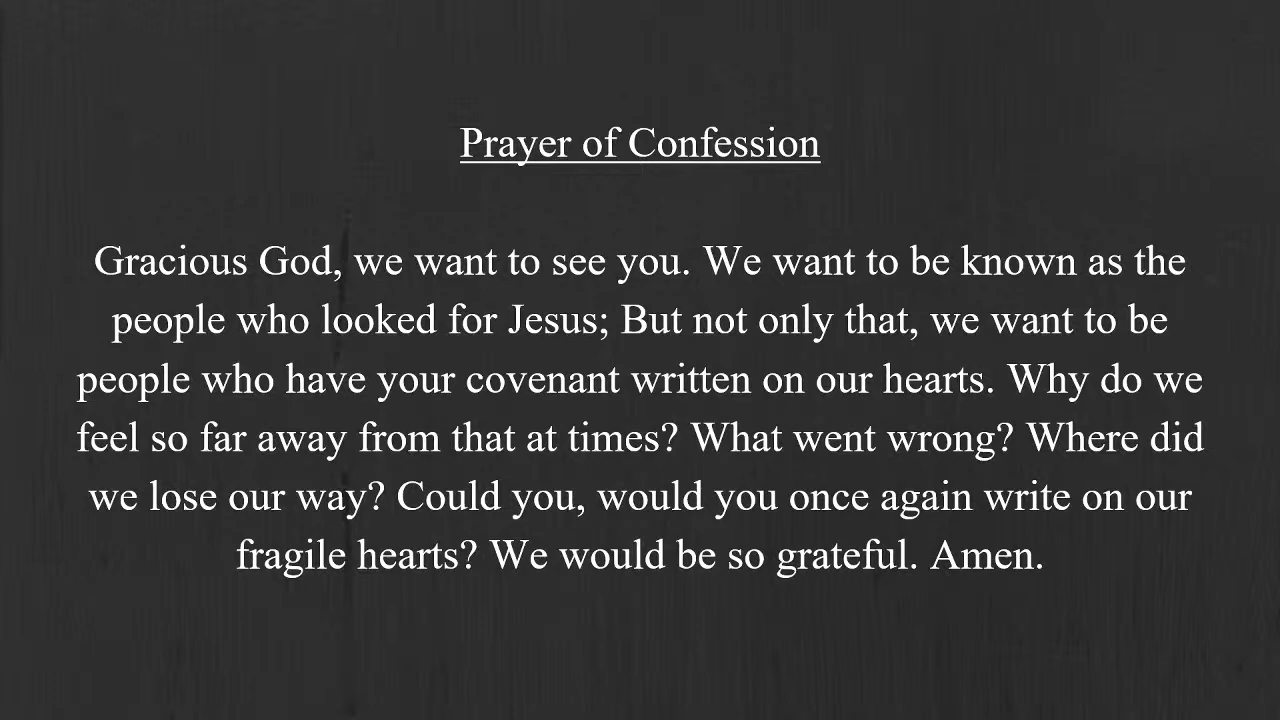 Prayer of Confession
Gracious God, we want to see you. We want to be known as the
people who looked for Jesus; But not only that, we want to be
people who have your covenant written on our hearts. Why do we
feel so far away from that at times? What went wrong? Where did
we lose our way? Could you, would you once again write on our
fragile hearts? We would be so grateful. Amen.